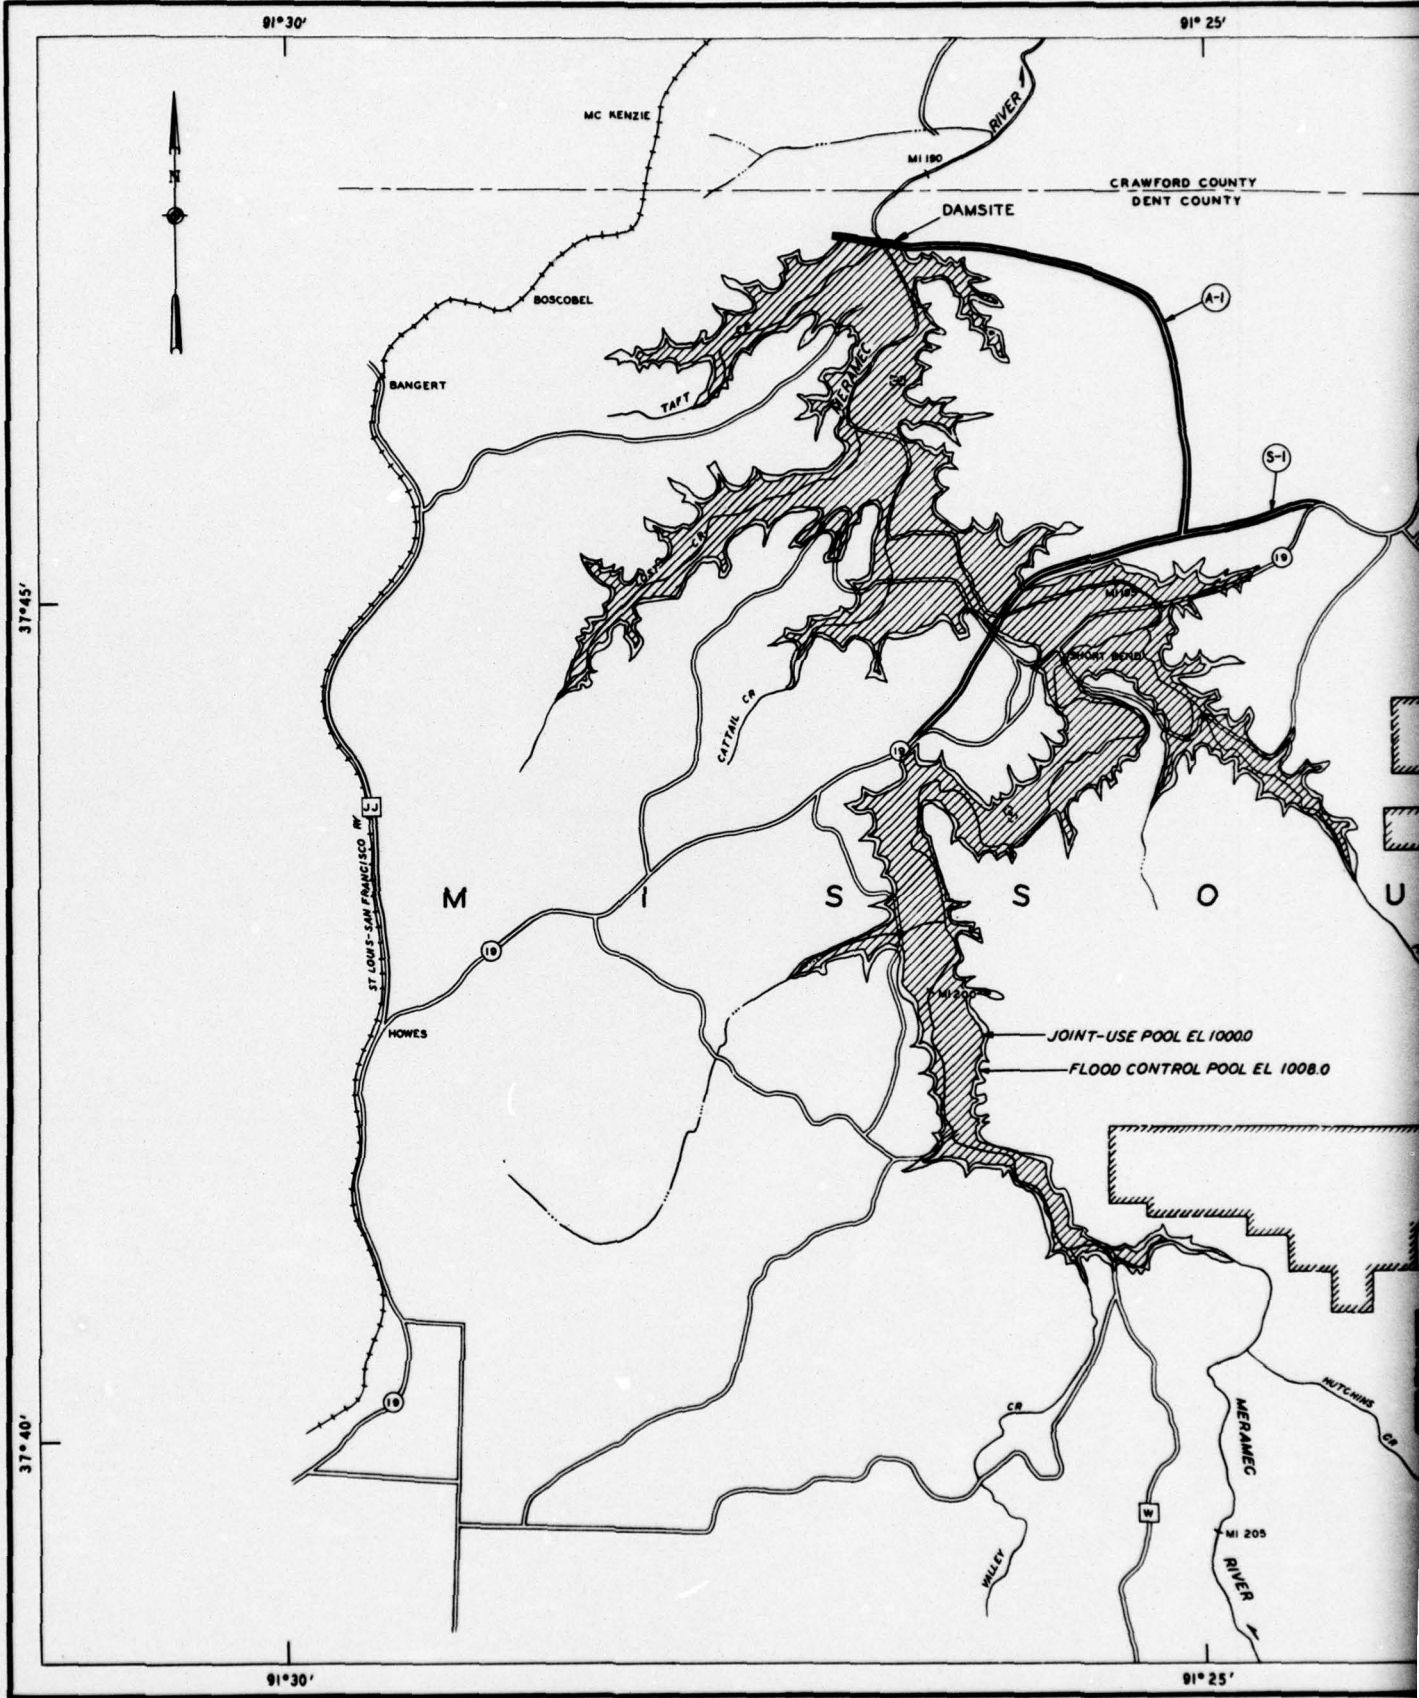 91°30'
91°25'
MC KENZIE
RIVER
MI 190
N
CRAWFORD COUNTY
DENT COUNTY
DAMSITE
A-1
BOSCOBEL
CR
MERAMEC
BANGERT
TAFT
S-1
CR
19
37°45'
MI 195
SHORT BEND
CATTAIL CR
19
JJ
ST LOUIS-SAN FRANCISCO RY
M I S S O U
19
MI 200
HOWES
JOINT-USE POOL EL 1000.0
FLOOD CONTROL POOL EL 1008.0
HUTCHINS
CR
19
CR
MERAMEC
37°40'
W
MI 205
VALLEY
RIVER
91°30'
91°25'